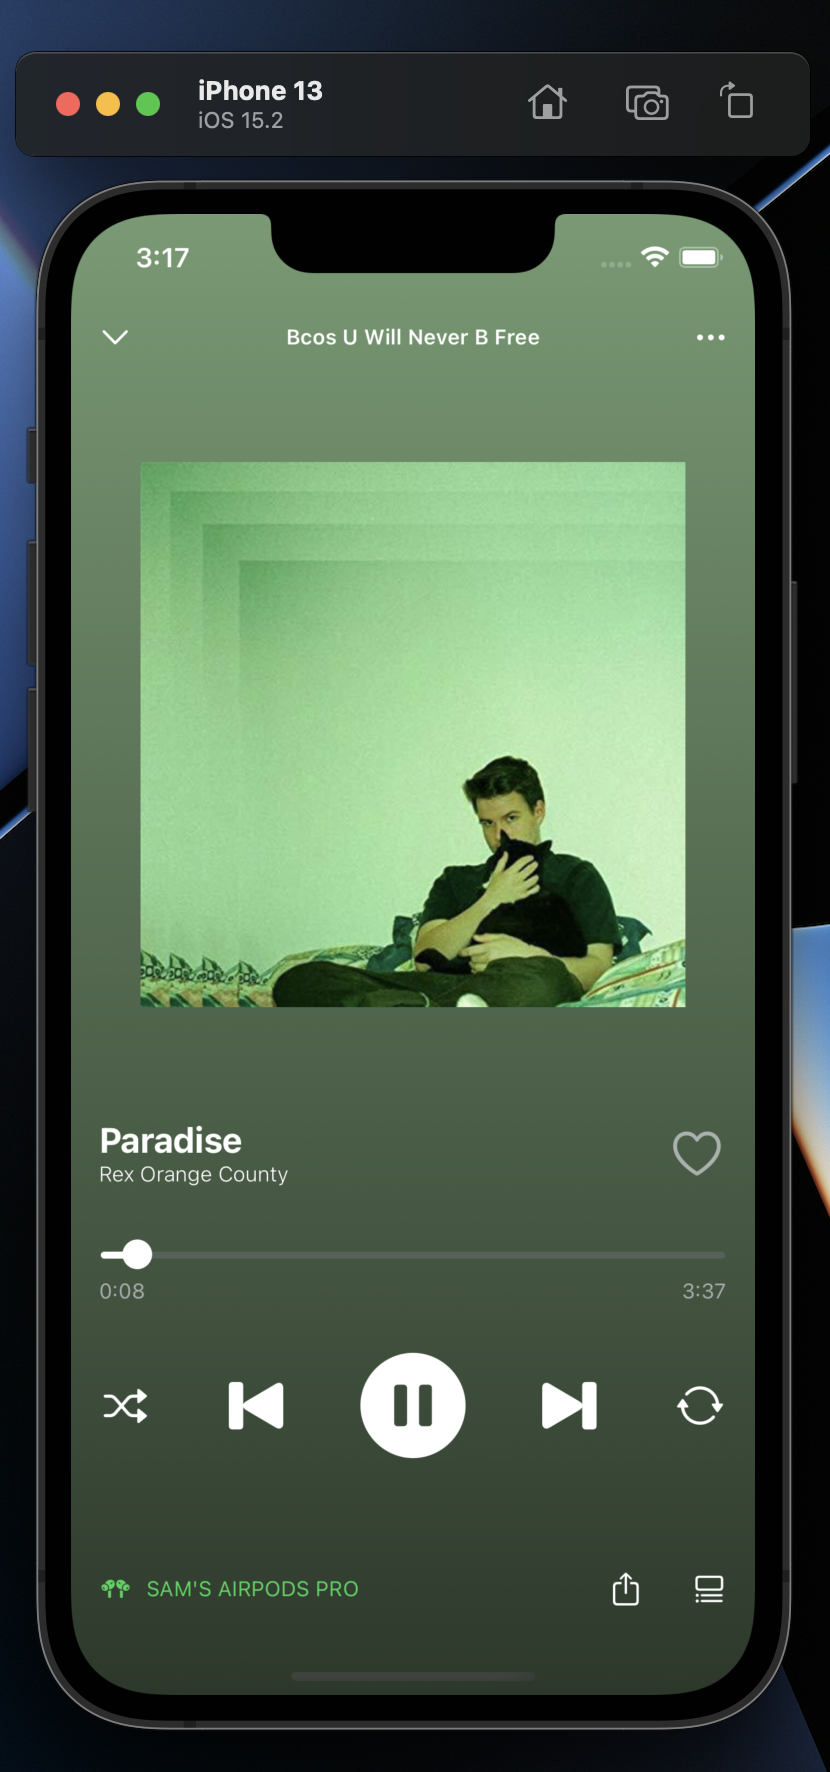 iPhone 13
iOS 15.2
3:17
Bcos U Will Never B Free
Paradise
Rex Orange County
0:08
3:37
SAM'S AIRPODS PRO